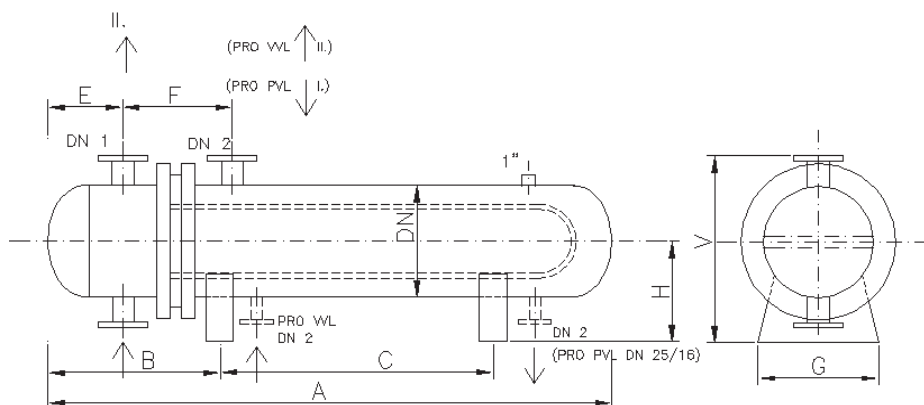 II.
(PRO VVL II.)
(PRO PVL I.)
E F
DN 1 DN 2
1"
DN
V
H
PRO VVL
DN 2
DN 2
(PRO PVL DN 25/16)
B C
G
A